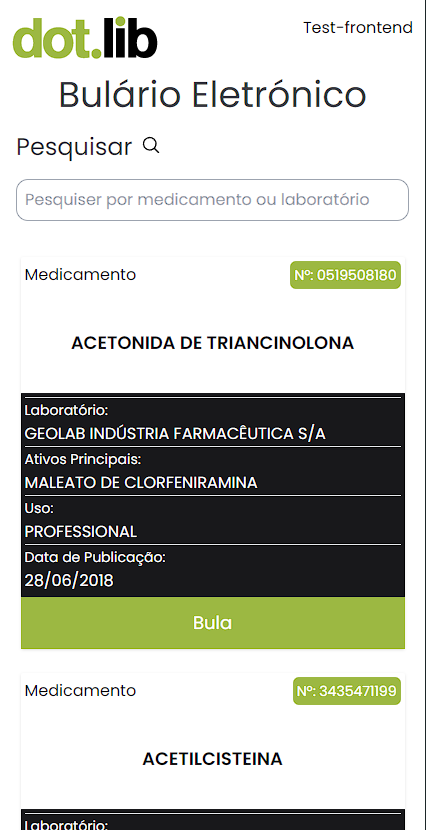 dot.lib
Test-frontend
Bulário Eletrónico
Pesquisar
Pesquiser por medicamento ou laboratório
Medicamento
Nº: 0519508180
ACETONIDA DE TRIANCINOLONA
Laboratório:
GEOLAB INDÚSTRIA FARMACÊUTICA S/A
Ativos Principais:
MALEATO DE CLORFENIRAMINA
Uso:
PROFESSIONAL
Data de Publicação:
28/06/2018
Bula
Medicamento
Nº: 3435471199
ACETILCISTEINA
Laboratório: